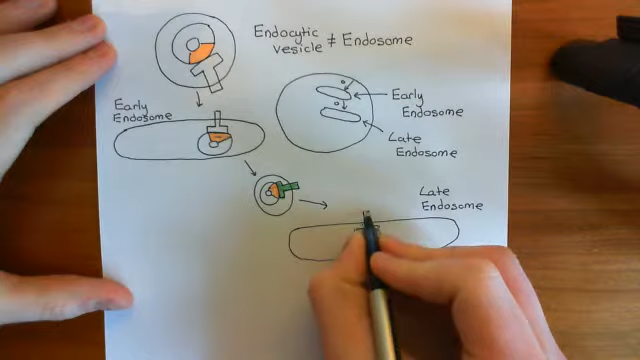 Endocytic
vesicle ≠ Endosome
Early
Endosome
Early
Endosome
Late
Endosome
Late
Endosome